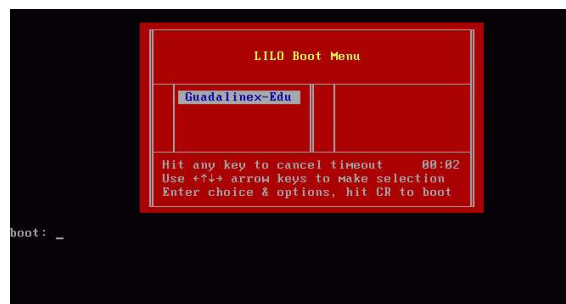 LILO Boot Menu
Guadalinex-Edu
Hit any key to cancel timeout 00:02
Use ←↑↓→ arrow keys to make selection
Enter choice & options, hit CR to boot
boot: _